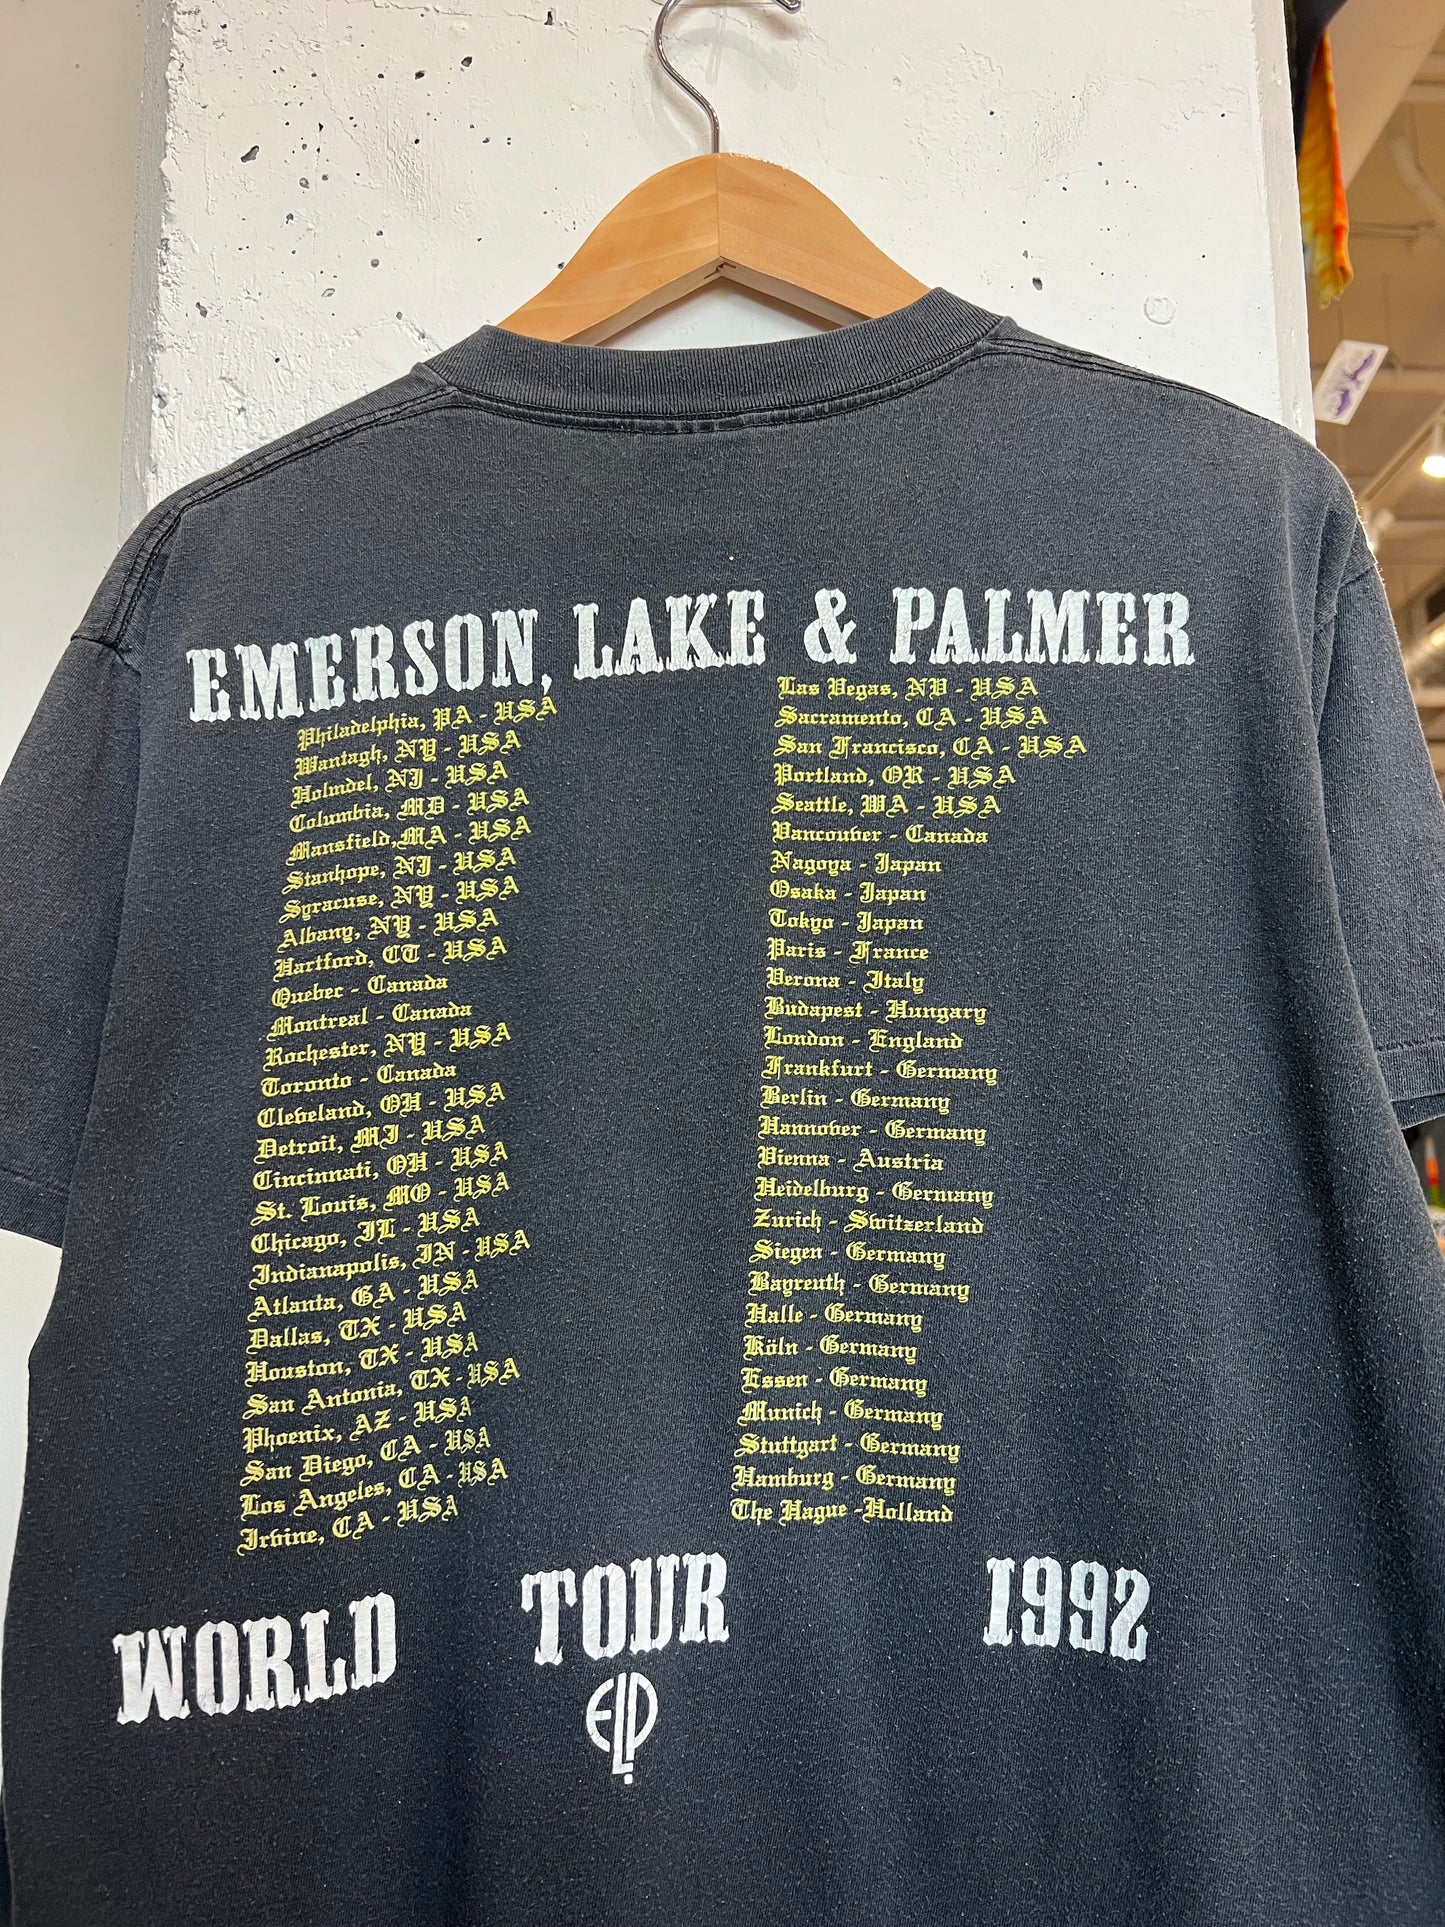 EMERSON, LAKE & PALMER
Philadelphia, PA - USA
Wantagh, NY - USA
Holmdel, NJ - USA
Columbia, MD - USA
Mansfield, MA - USA
Stanhope, NJ - USA
Syracuse, NY - USA
Albany, NY - USA
Hartford, CT - USA
Quebec - Canada
Montreal - Canada
Rochester, NY - USA
Toronto - Canada
Cleveland, OH - USA
Detroit, MI - USA
Cincinnati, OH - USA
St. Louis, MO - USA
Chicago, IL - USA
Indianapolis, IN - USA
Atlanta, GA - USA
Dallas, TX - USA
Houston, TX - USA
San Antonia, TX - USA
Phoenix, AZ - USA
San Diego, CA - USA
Los Angeles, CA - USA
Irvine, CA - USA
Las Vegas, NV - USA
Sacramento, CA - USA
San Francisco, CA - USA
Portland, OR - USA
Seattle, WA - USA
Vancouver - Canada
Nagoya - Japan
Osaka - Japan
Tokyo - Japan
Paris - France
Verona - Italy
Budapest - Hungary
London - England
Frankfurt - Germany
Berlin - Germany
Hannover - Germany
Vienna - Austria
Heidelburg - Germany
Zurich - Switzerland
Siegen - Germany
Bayreuth - Germany
Halle - Germany
Köln - Germany
Essen - Germany
Munich - Germany
Stuttgart - Germany
Hamburg - Germany
The Hague -Holland
WORLD TOUR 1992
ELP